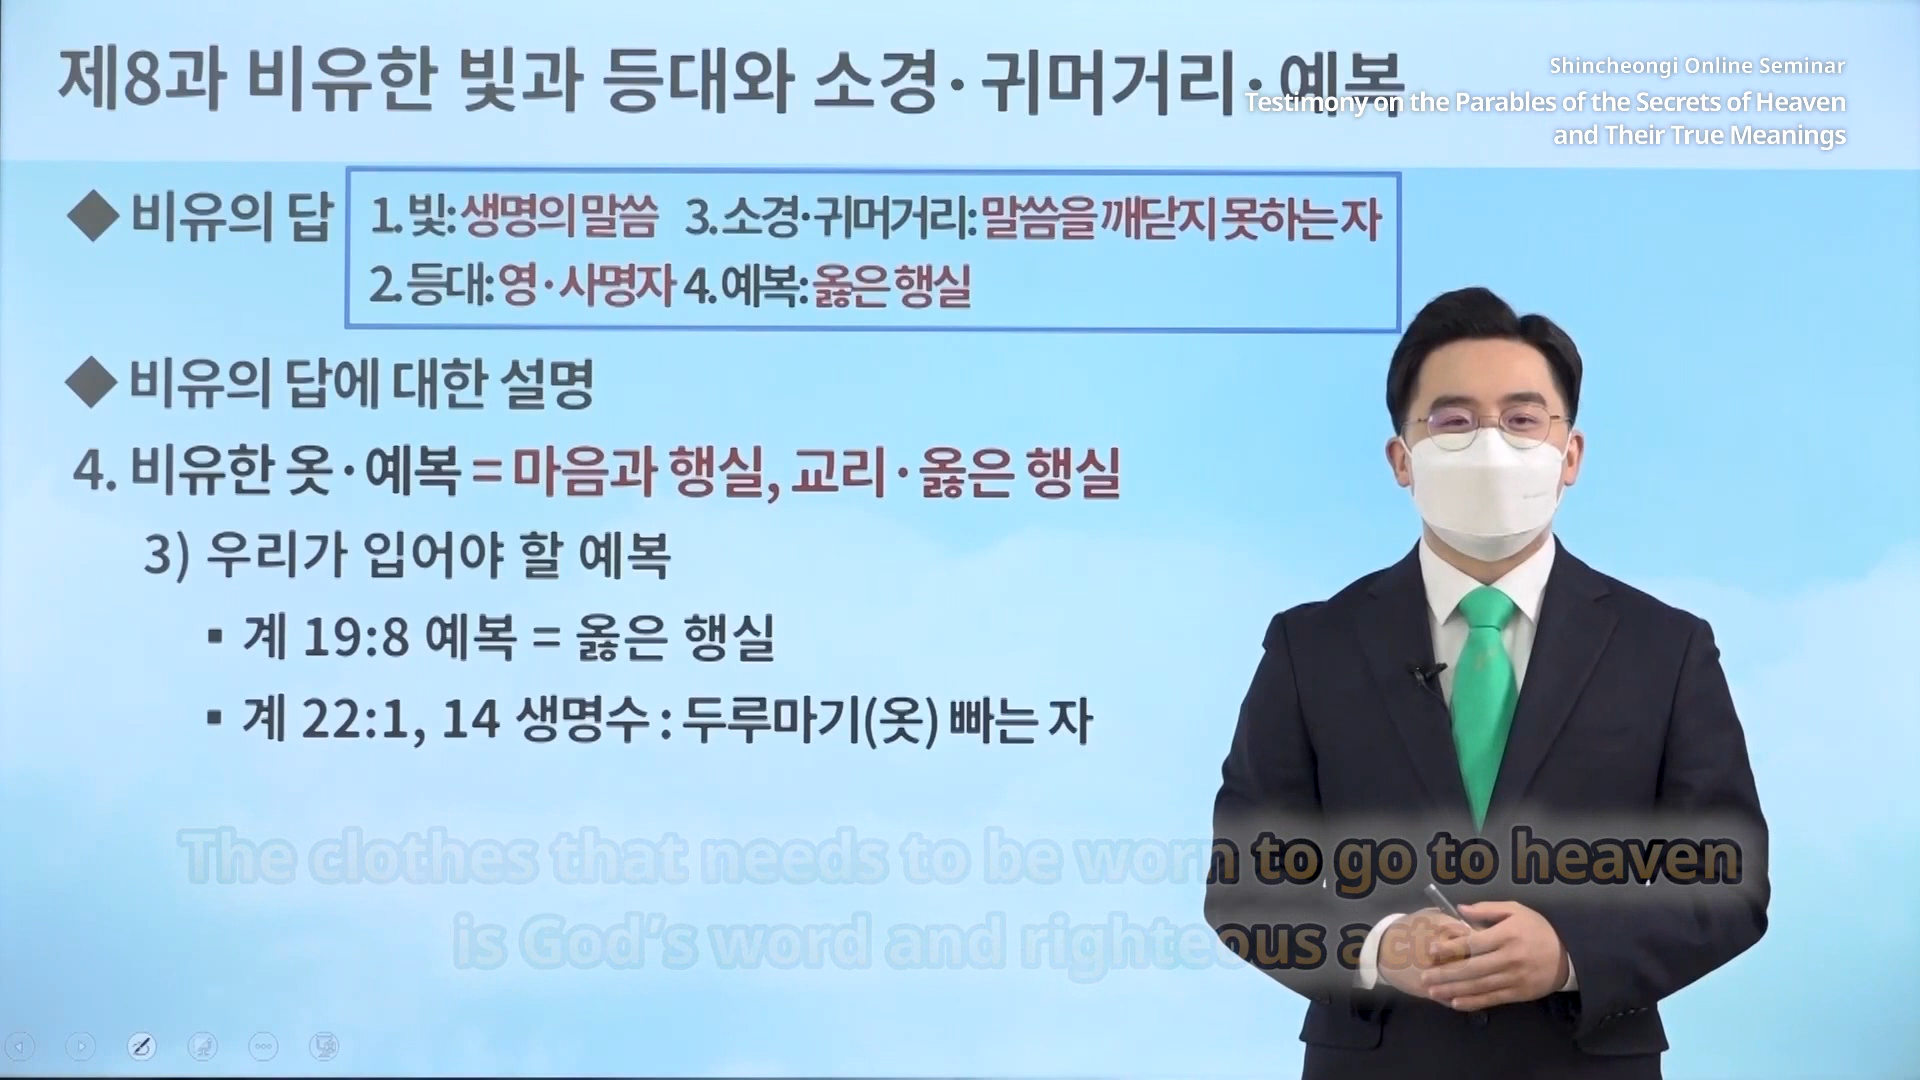 제8과 비유한 빛과 등대와 소경·귀머거리·예복
Shincheongi Online Seminar
Testimony on the Parables of the Secrets of Heaven
and Their True Meanings
◆ 비유의 답
1. 빛: 생명의 말씀 3. 소경·귀머거리: 말씀을 깨닫지 못하는 자
2. 등대: 영·사명자 4. 예복: 옳은 행실
◆ 비유의 답에 대한 설명
4. 비유한 옷·예복 = 마음과 행실, 교리·옳은 행실
3) 우리가 입어야 할 예복
▪ 계 19:8 예복 = 옳은 행실
▪ 계 22:1, 14 생명수 : 두루마기(옷) 빠는 자
The clothes that needs to be worn to go to heaven
is God's word and righteous acts